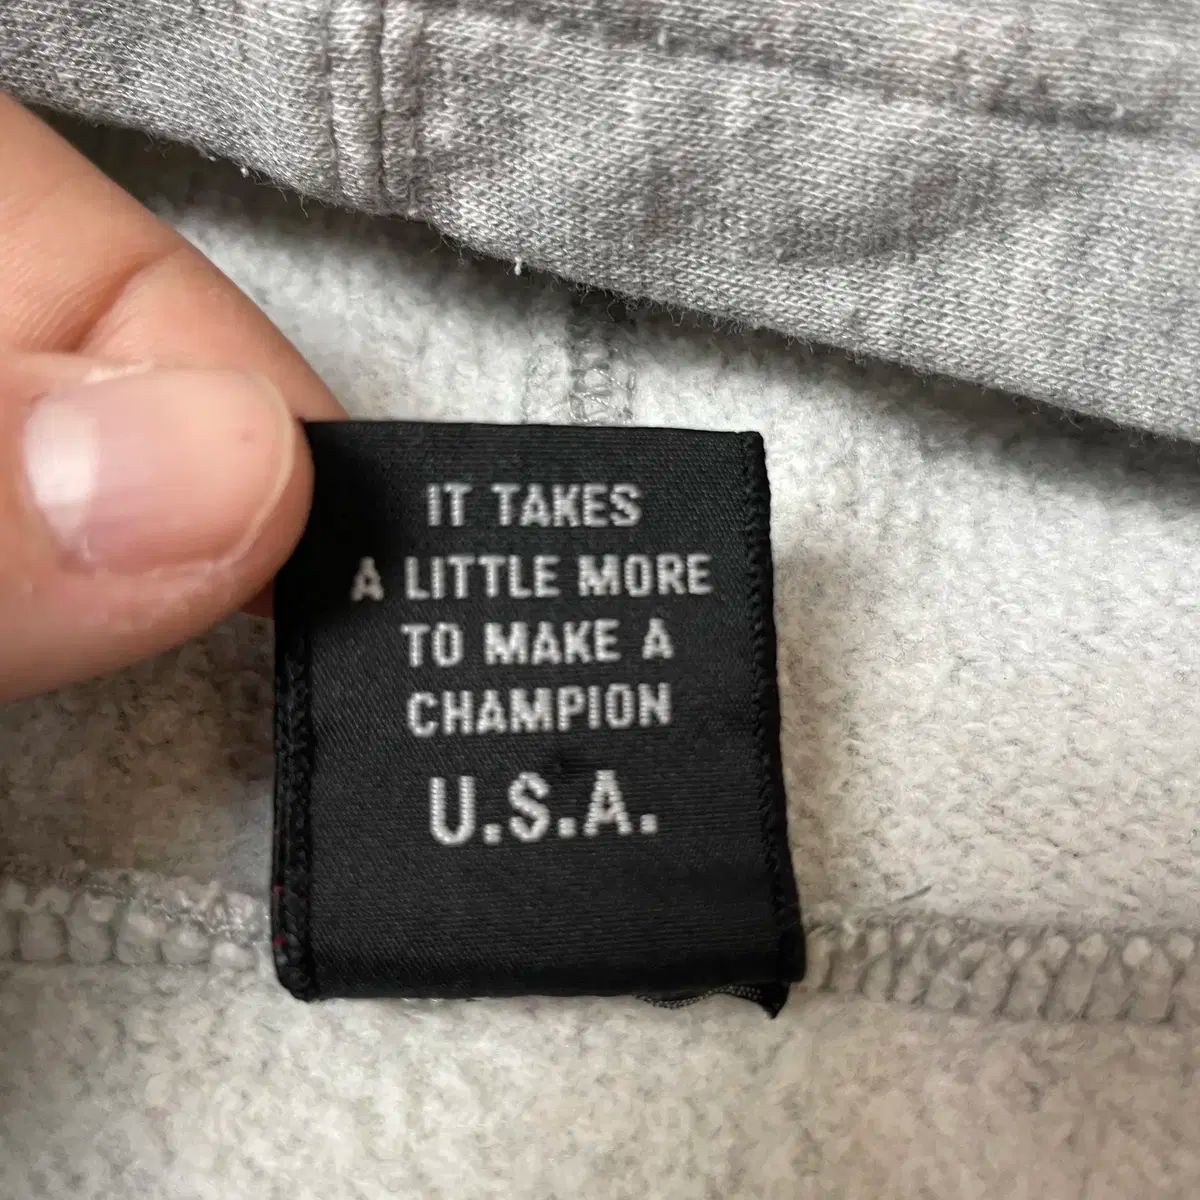 IT TAKES
A LITTLE MORE
TO MAKE A
CHAMPION
U.S.A.